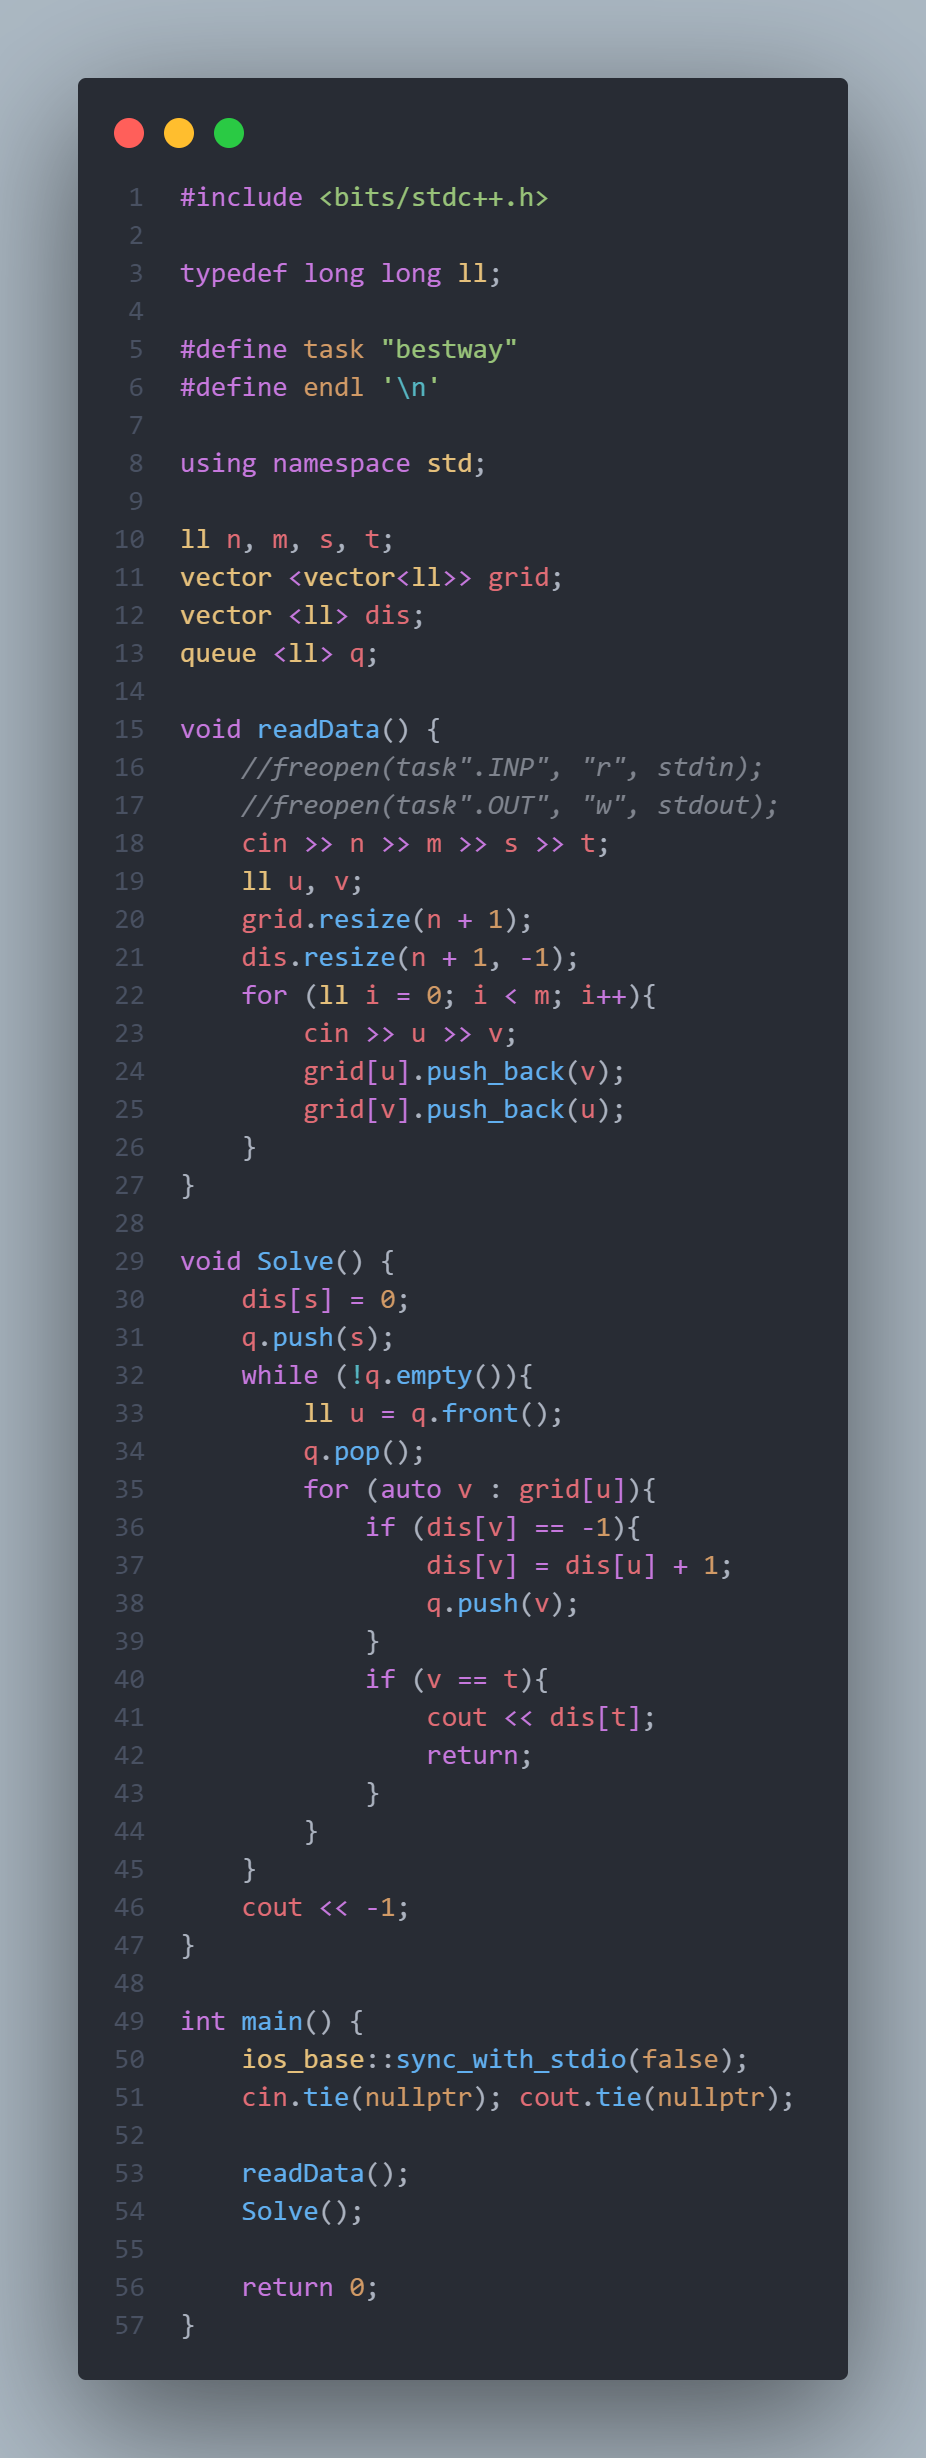 1 #include <bits/stdc++.h>
2
3 typedef long long ll;
4
5 #define task "bestway"
6 #define endl '\n'
7
8 using namespace std;
9
10 ll n, m, s, t;
11 vector <vector<ll>> grid;
12 vector <ll> dis;
13 queue <ll> q;
14
15 void readData() {
16     //freopen(task".INP", "r", stdin);
17     //freopen(task".OUT", "w", stdout);
18     cin >> n >> m >> s >> t;
19     ll u, v;
20     grid.resize(n + 1);
21     dis.resize(n + 1, -1);
22     for (ll i = 0; i < m; i++){
23         cin >> u >> v;
24         grid[u].push_back(v);
25         grid[v].push_back(u);
26     }
27 }
28
29 void Solve() {
30     dis[s] = 0;
31     q.push(s);
32     while (!q.empty()){
33         ll u = q.front();
34         q.pop();
35         for (auto v : grid[u]){
36             if (dis[v] == -1){
37                 dis[v] = dis[u] + 1;
38                 q.push(v);
39             }
40             if (v == t){
41                 cout << dis[t];
42                 return;
43             }
44         }
45     }
46     cout << -1;
47 }
48
49 int main() {
50     ios_base::sync_with_stdio(false);
51     cin.tie(nullptr); cout.tie(nullptr);
52
53     readData();
54     Solve();
55
56     return 0;
57 }